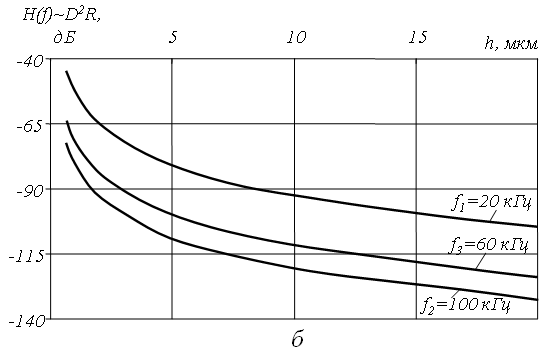 H(f)~D²R,
дБ 5 10 15 h, мкм
-40
-65
-90
f₁=20 кГц
f₃=60 кГц
-115
f₂=100 кГц
-140
б